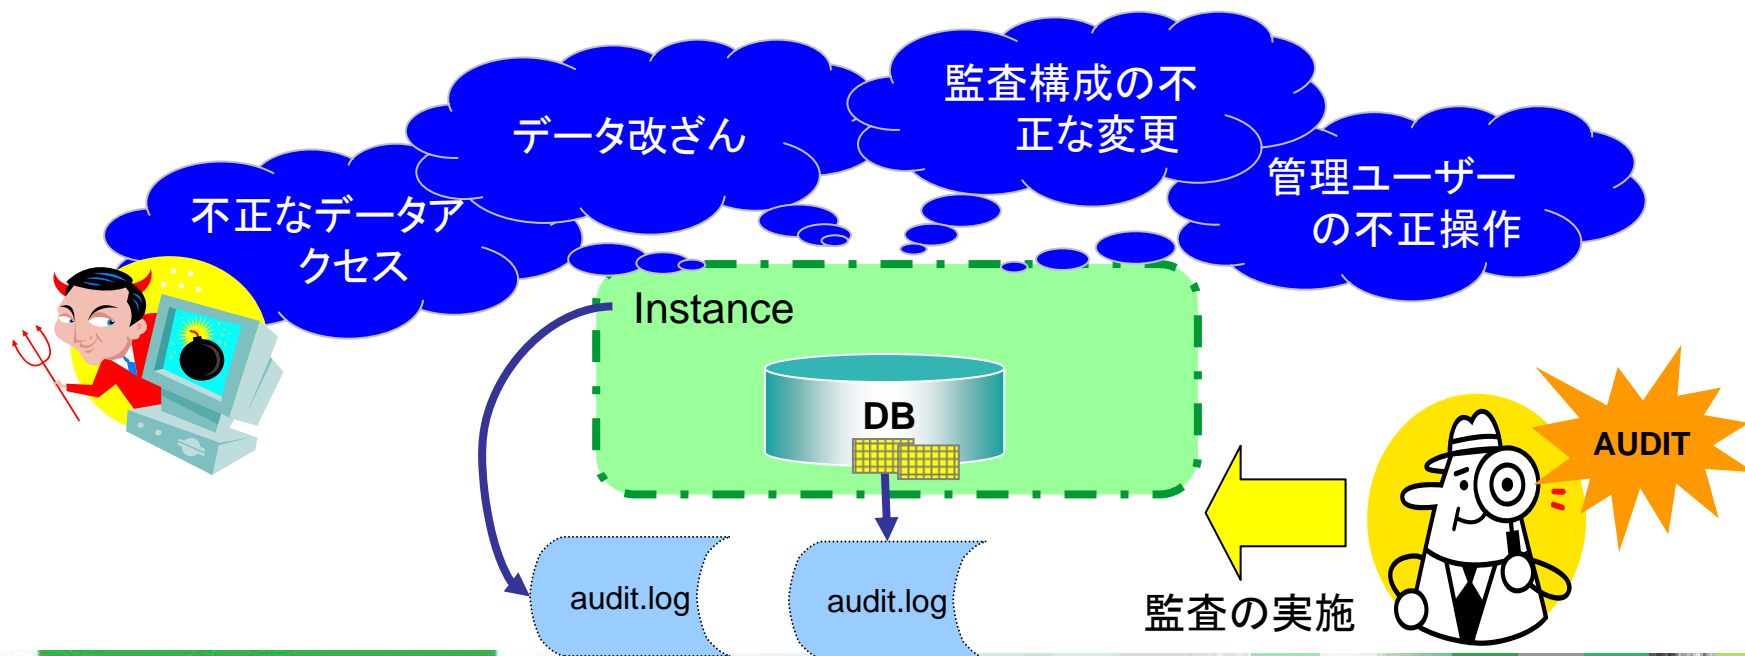 監査構成の不
正な変更
データ改ざん
管理ユーザー
の不正操作
不正なデータア
クセス
Instance
DB
AUDIT
audit.log
audit.log
監査の実施